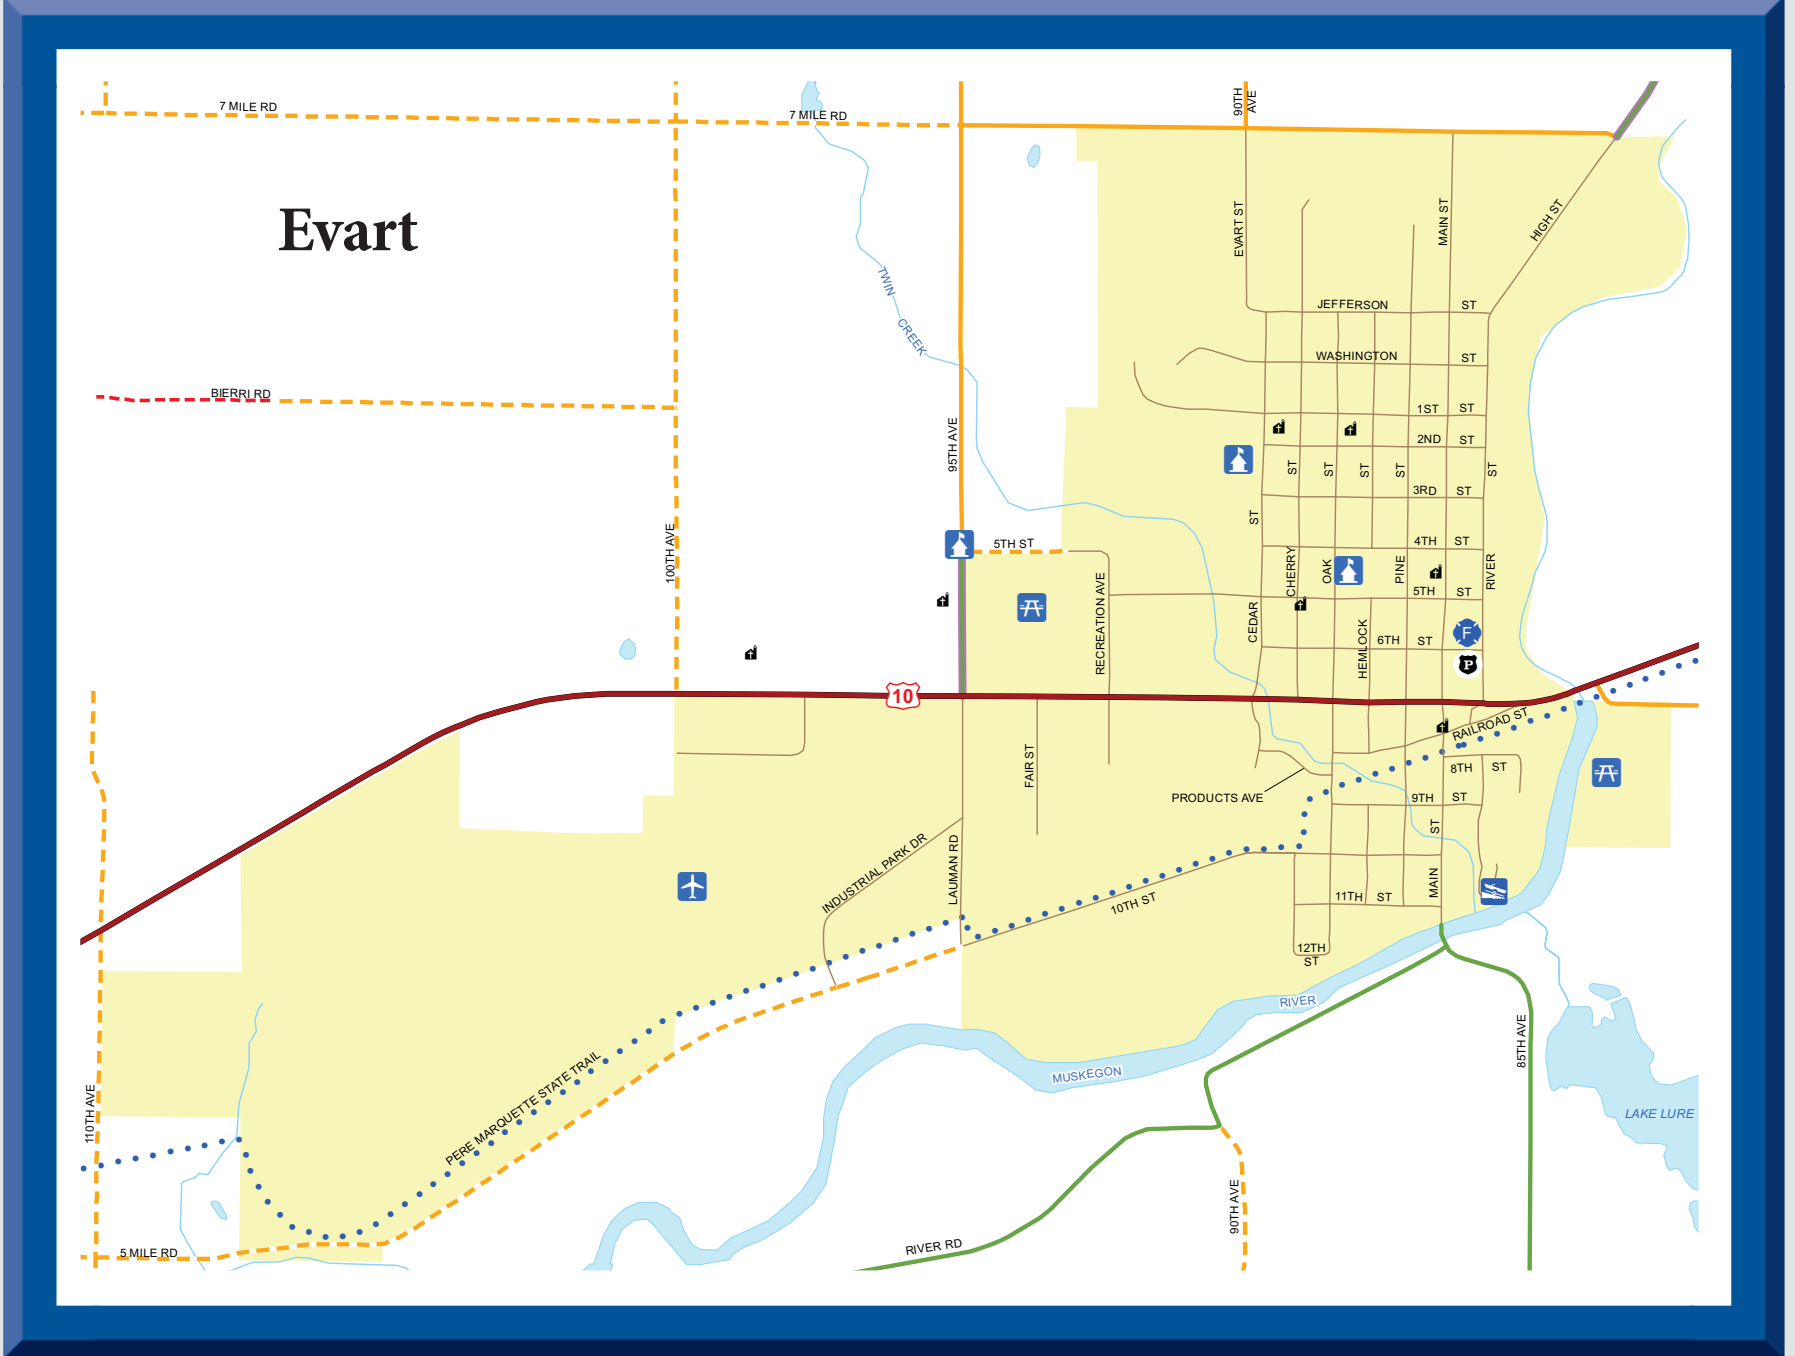 7 MILE RD
7 MILE RD
90TH
AVE
Evart
EVART ST
MAIN ST
HIGH ST
TWIN
CREEK
JEFFERSON
ST
WASHINGTON
ST
BIERRI RD
1ST
ST
2ND
ST
95TH AVE
ST
ST
ST
ST
ST
3RD
ST
ST
100TH AVE
5TH ST
4TH
ST
CHERRY
OAK
PINE
RIVER
5TH
ST
RECREATION AVE
CEDAR
HEMLOCK
6TH
ST
F
P
10
RAILROAD ST
FAIR ST
8TH
ST
PRODUCTS AVE
9TH
ST
ST
INDUSTRIAL PARK DR
LAUMAN RD
MAIN
11TH
ST
10TH ST
12TH
ST
RIVER
MUSKEGON
85TH AVE
PERE MARQUETTE STATE TRAIL
110TH AVE
LAKE LURE
90TH AVE
5 MILE RD
RIVER RD